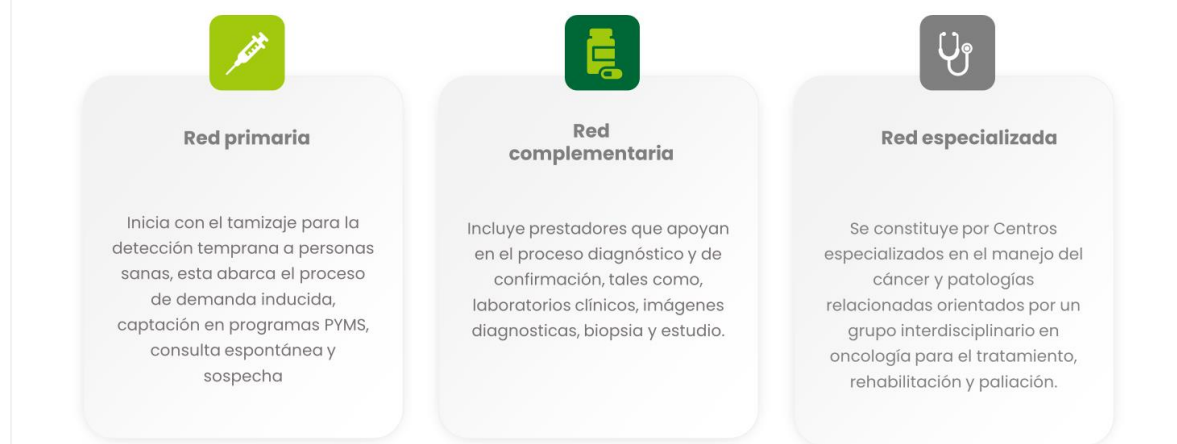 Red primaria
Inicia con el tamizaje para la
detección temprana a personas
sanas, esta abarca el proceso
de demanda inducida,
captación en programas PYMS,
consulta espontánea y
sospecha
Red
complementaria
Incluye prestadores que apoyan
en el proceso diagnóstico y de
confirmación, tales como,
laboratorios clínicos, imágenes
diagnosticas, biopsia y estudio.
Red especializada
Se constituye por Centros
especializados en el manejo del
cáncer y patologías
relacionadas orientados por un
grupo interdisciplinario en
oncología para el tratamiento,
rehabilitación y paliación.